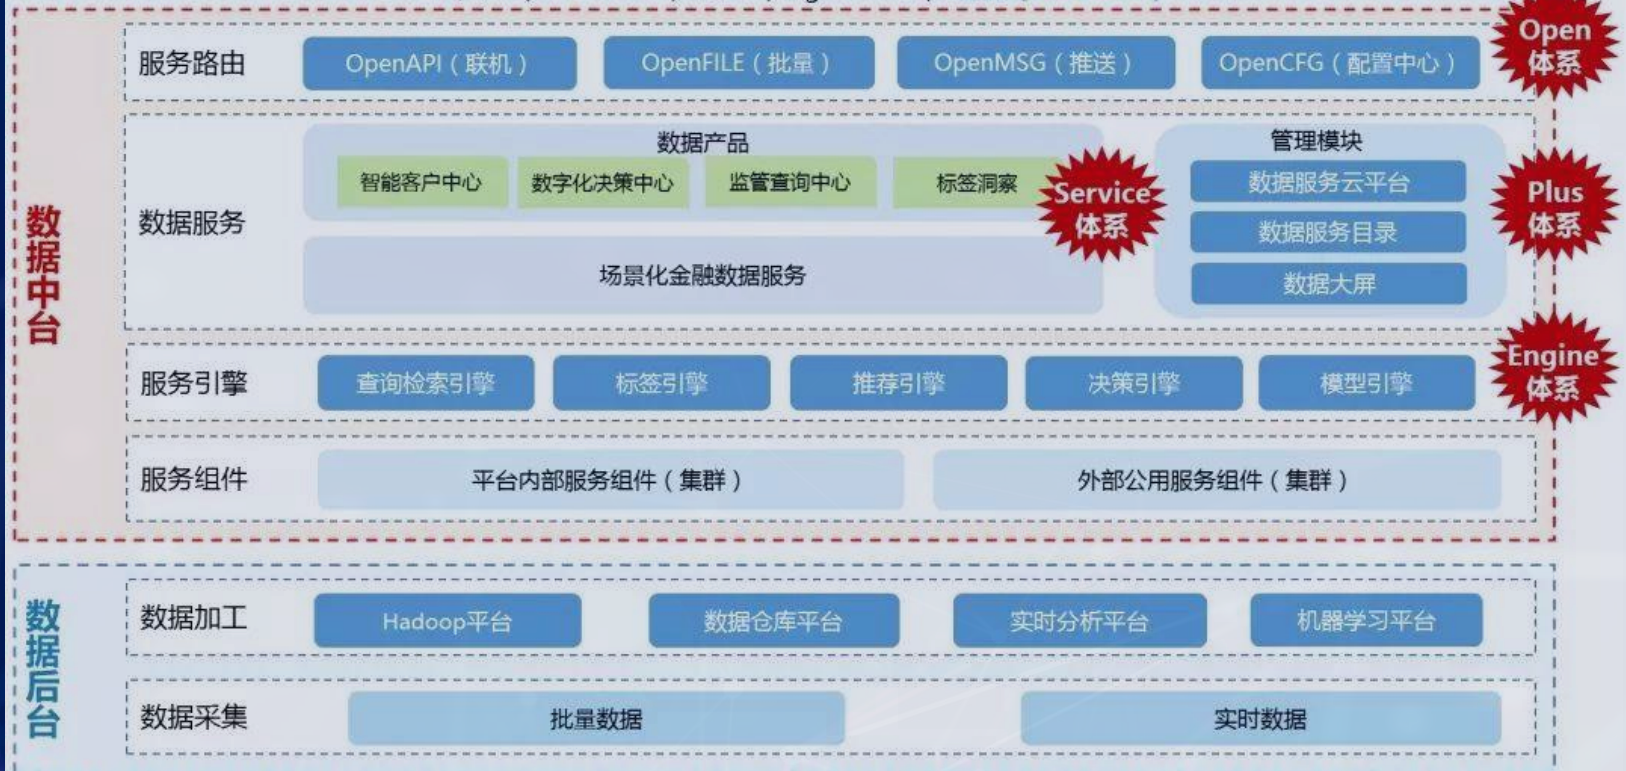 Open
体系
服务路由
OpenAPI（联机）
OpenFILE（批量）
OpenMSG（推送）
OpenCFG（配置中心）
数据中台
数据服务
数据产品
智能客户中心
数字化决策中心
监管查询中心
标签洞察
Service
体系
场景化金融数据服务
管理模块
数据服务云平台
数据服务目录
数据大屏
Plus
体系
服务引擎
查询检索引擎
标签引擎
推荐引擎
决策引擎
模型引擎
Engine
体系
服务组件
平台内部服务组件（集群）
外部公用服务组件（集群）
数据后台
数据加工
Hadoop平台
数据仓库平台
实时分析平台
机器学习平台
数据采集
批量数据
实时数据